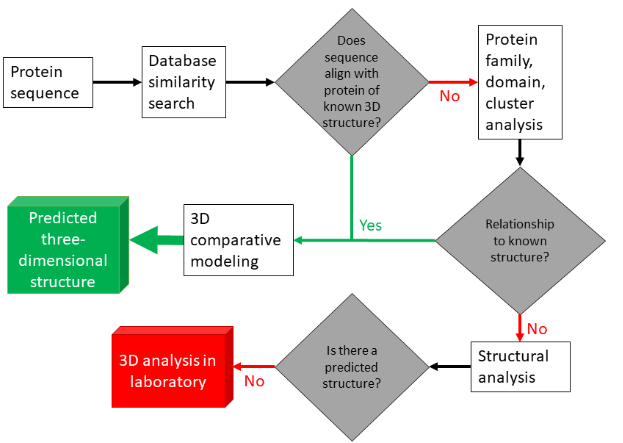 Protein
sequence
Database
similarity
search
Does
sequence
align with
protein of
known 3D
structure?
No
Protein
family,
domain,
cluster
analysis
Relationship
to known
structure?
Yes
3D
comparative
modeling
Predicted
three-
dimensional
structure
No
Structural
analysis
Is there a
predicted
structure?
No
3D analysis in
laboratory